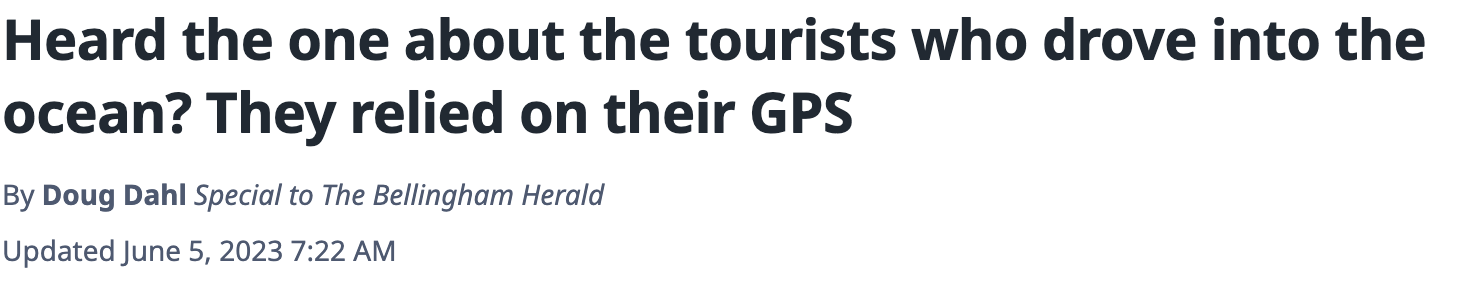 Heard the one about the tourists who drove into the
ocean? They relied on their GPS
By Doug Dahl Special to The Bellingham Herald
Updated June 5, 2023 7:22 AM